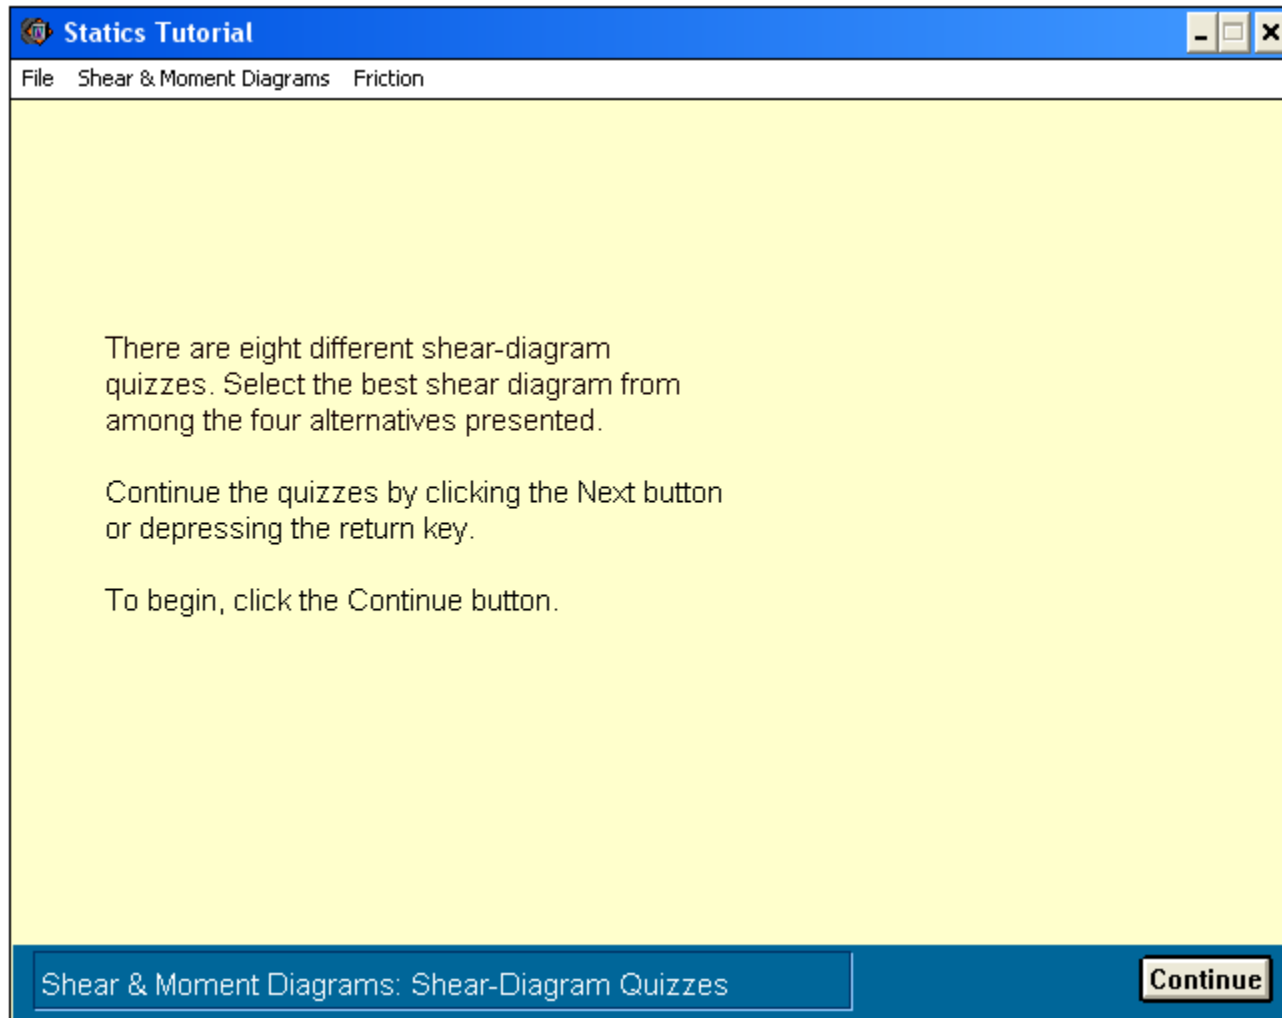 Statics Tutorial
File Shear & Moment Diagrams Friction
There are eight different shear-diagram
quizzes. Select the best shear diagram from
among the four alternatives presented.
Continue the quizzes by clicking the Next button
or depressing the return key.
To begin, click the Continue button.
Shear & Moment Diagrams: Shear-Diagram Quizzes
Continue